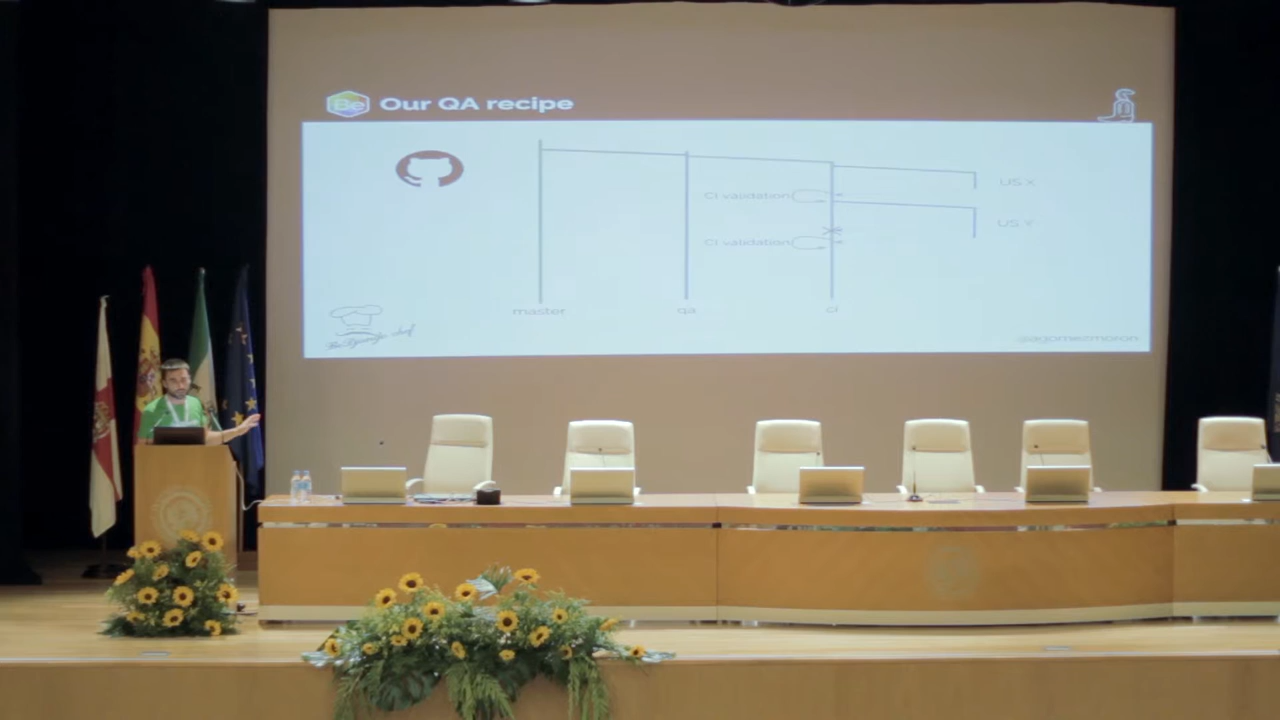 Be
Our QA recipe
CI validation
US X
US Y
CI validation
master
qa
ci
@agomezmoron